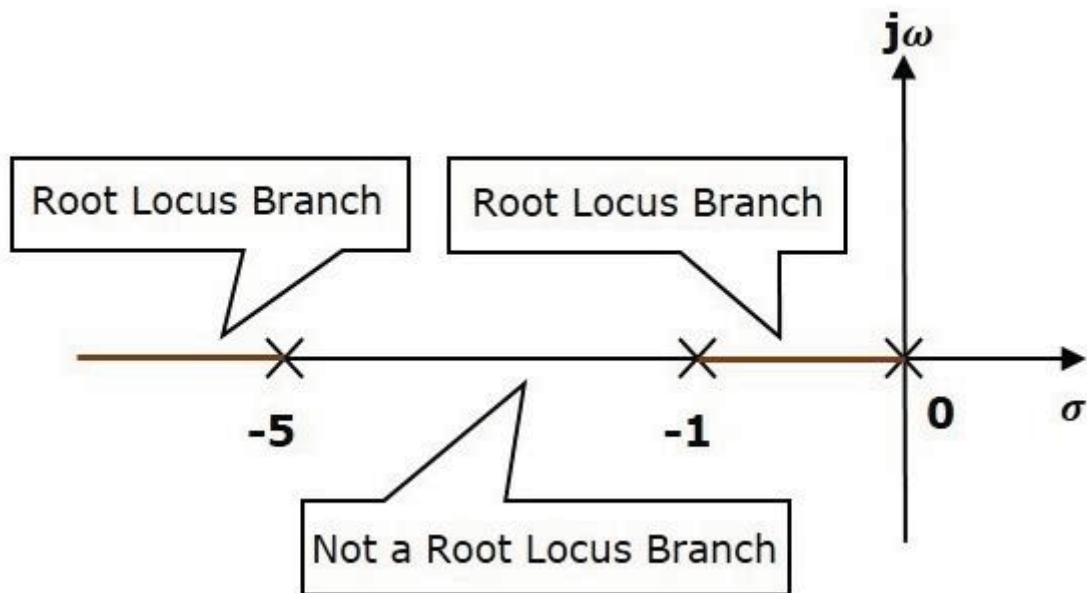 jω
Root Locus Branch
Root Locus Branch
-5
-1
0
σ
Not a Root Locus Branch